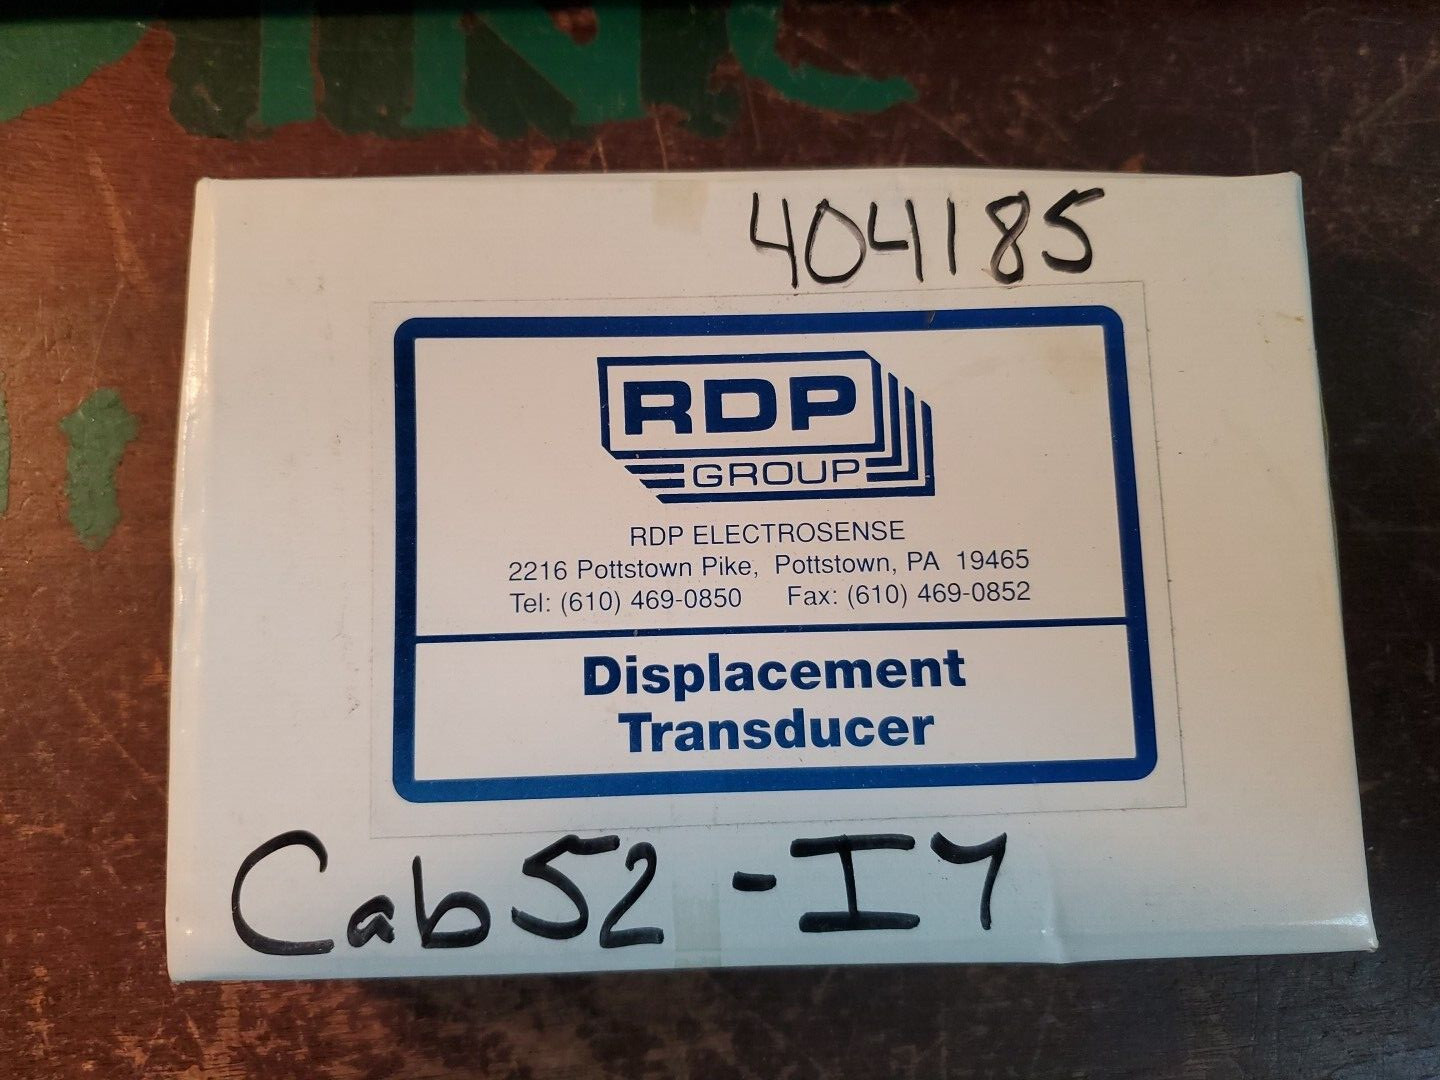 404185
RDP
GROUP
RDP ELECTROSENSE
2216 Pottstown Pike, Pottstown, PA 19465
Tel: (610) 469-0850 Fax: (610) 469-0852
Displacement
Transducer
Cab52-I7